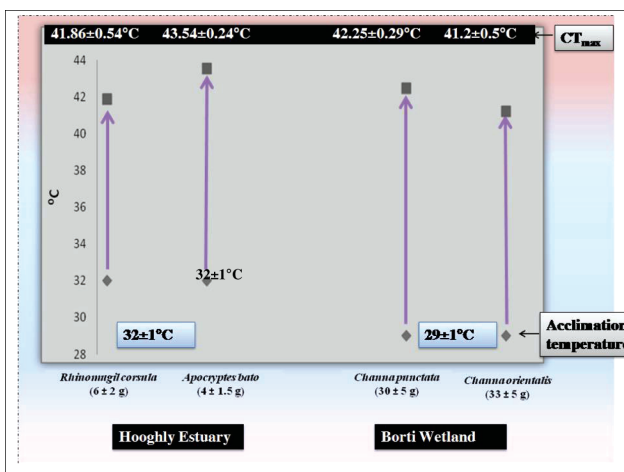 41.86±0.54°C 43.54±0.24°C 42.25±0.29°C 41.2±0.5°C
CTmax
44
42
40
38
36
34
32
30
28
°C
32±1°C
32±1°C
29±1°C
Acclimation
temperature
Rhinomugil corsula
(6 ± 2 g)
Apocryptes bato
(4 ± 1.5 g)
Channa punctata
(30 ± 5 g)
Channa orientalis
(33 ± 5 g)
Hooghly Estuary
Borti Wetland